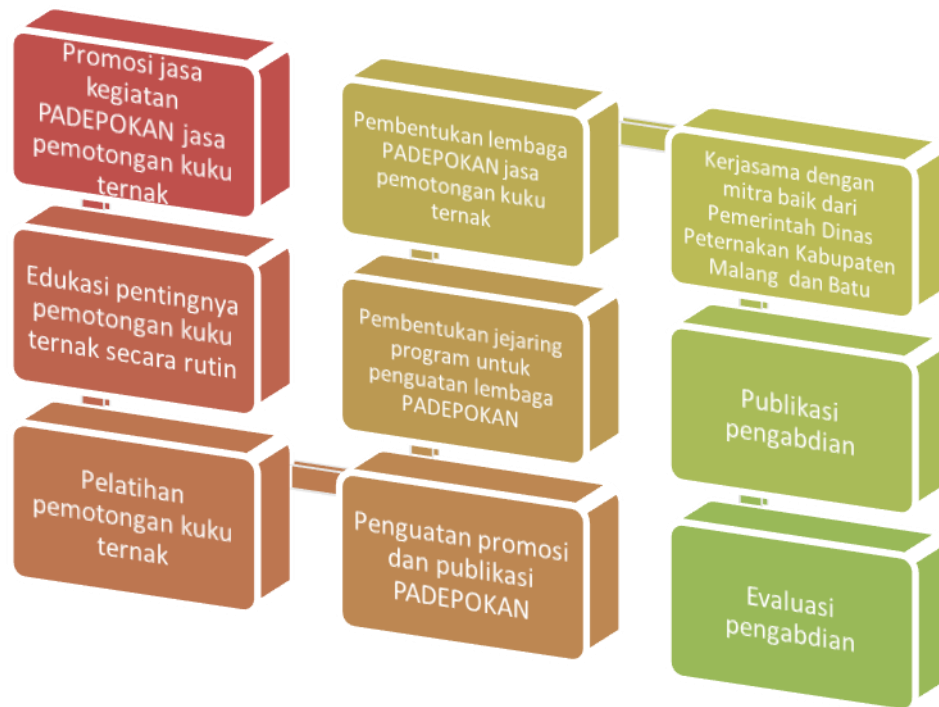 Promosi jasa
kegiatan
PADEPOKAN jasa
pemotongan kuku
ternak
Edukasi pentingnya
pemotongan kuku
ternak secara rutin
Pelatihan
pemotongan kuku
ternak
Penguatan promosi
dan publikasi
PADEPOKAN
Pembentukan jejaring
program untuk
penguatan lembaga
PADEPOKAN
Pembentukan lembaga
PADEPOKAN jasa
pemotongan kuku
ternak
Kerjasama dengan
mitra baik dari
Pemerintah Dinas
Peternakan Kabupaten
Malang dan Batu
Publikasi
pengabdian
Evaluasi
pengabdian